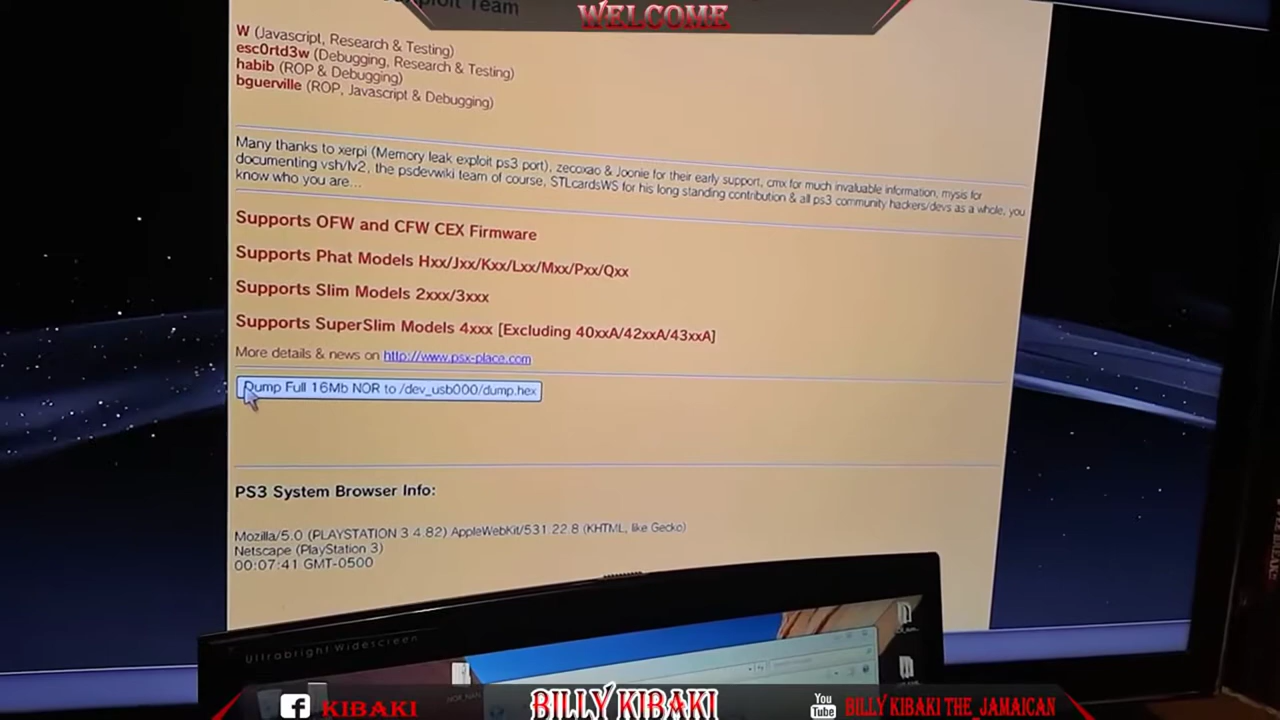 xploit Team
WELCOME
W (Javascript, Research & Testing)
esc0rtd3w (Debugging, Research & Testing)
habib (ROP & Debugging)
bguerville (ROP, Javascript & Debugging)
Many thanks to xerpi (Memory leak exploit ps3 port), zecoxao & Joonie for their early support, cmx for much invaluable information, mysis for
documenting vsh/lv2, the psdevwiki team of course, STLcardsWS for his long standing contribution & all ps3 community hackers/devs as a whole, you
know who you are...
Supports OFW and CFW CEX Firmware
Supports Phat Models Hxx/Jxx/Kxx/Lxx/Mxx/Pxx/Qxx
Supports Slim Models 2xxx/3xxx
Supports SuperSlim Models 4xxx [Excluding 40xxA/42xxA/43xxA]
More details & news on http://www.psx-place.com
Dump Full 16Mb NOR to /dev_usb000/dump.hex
PS3 System Browser Info:
Mozilla/5.0 (PLAYSTATION 3 4.82) AppleWebKit/531.22.8 (KHTML, like Gecko)
Netscape (PlayStation 3)
00:07:41 GMT-0500
Ultrabright Widescreen
f KIBAKI
BILLY KIBAKI
You Tube BILLY KIBAKI THE_JAMAICAN